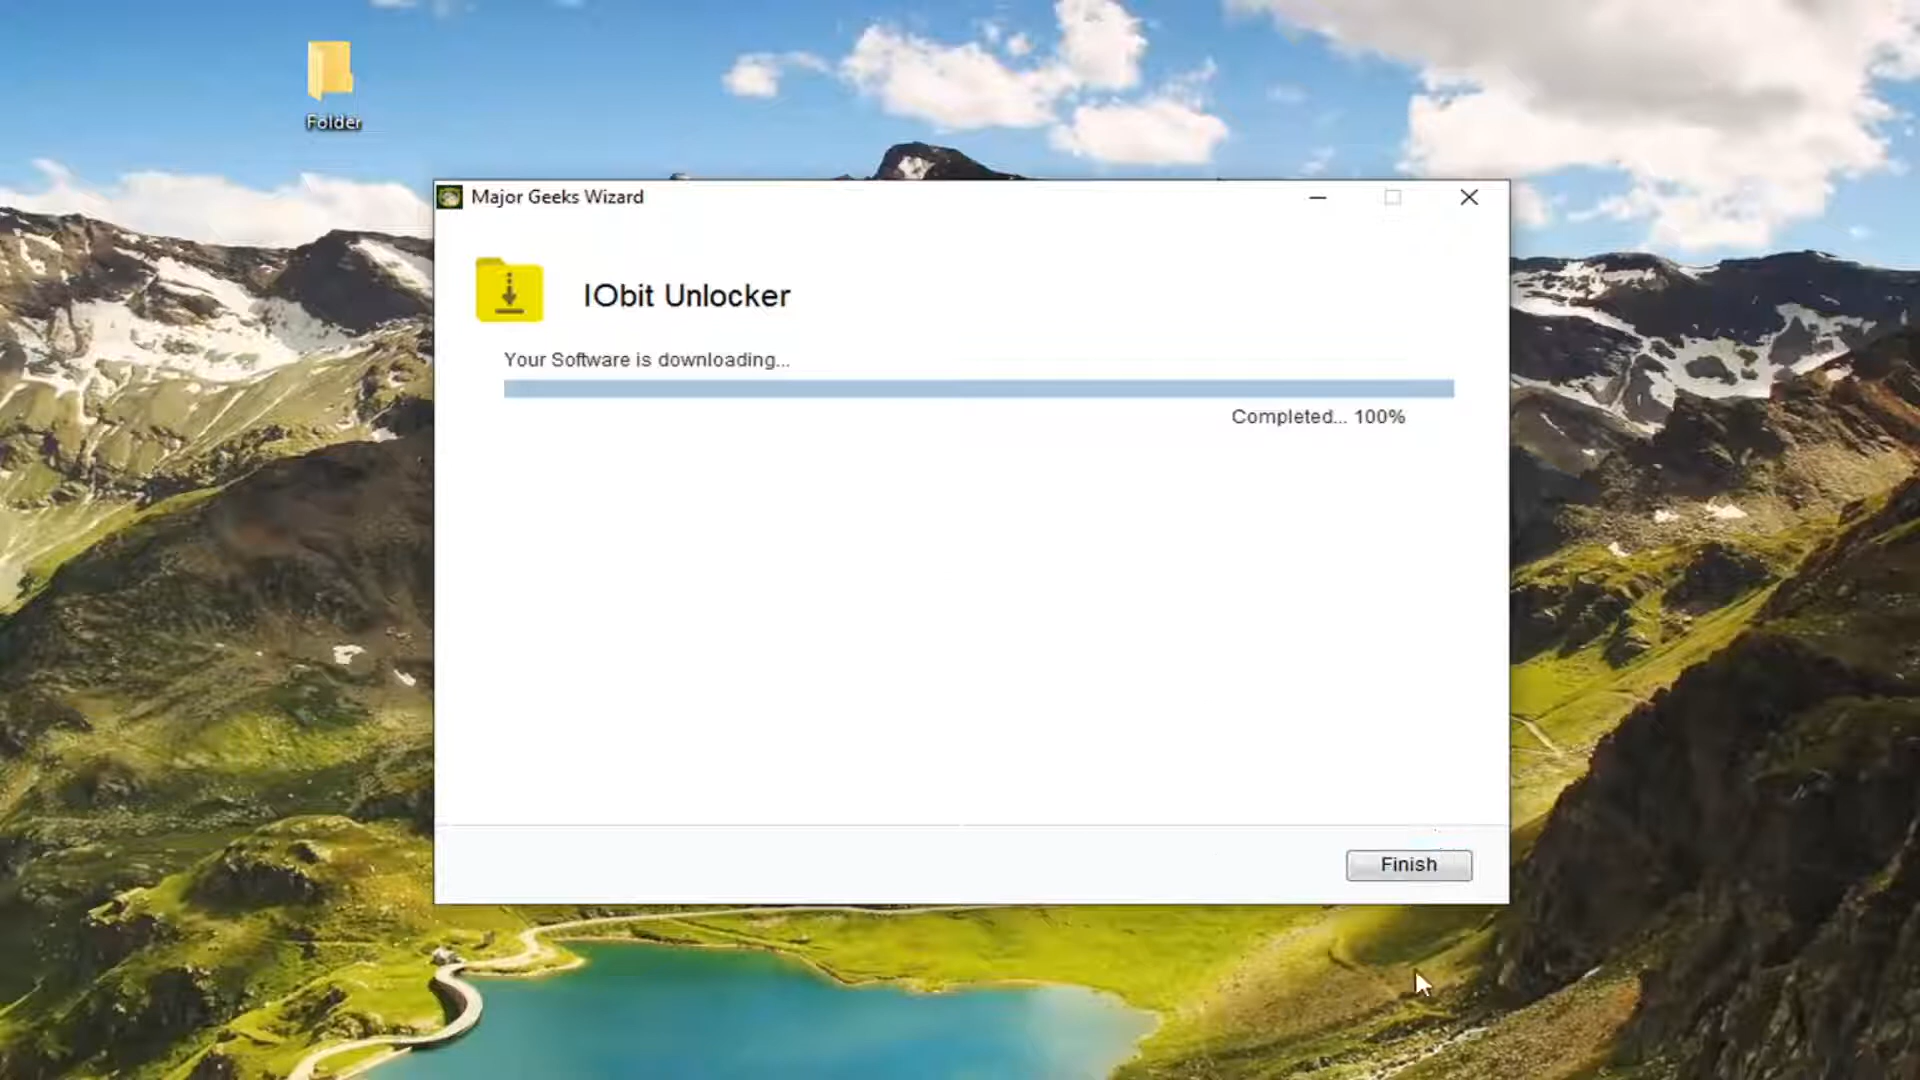 Folder
Major Geeks Wizard
IObit Unlocker
Your Software is downloading...
Completed... 100%
Finish